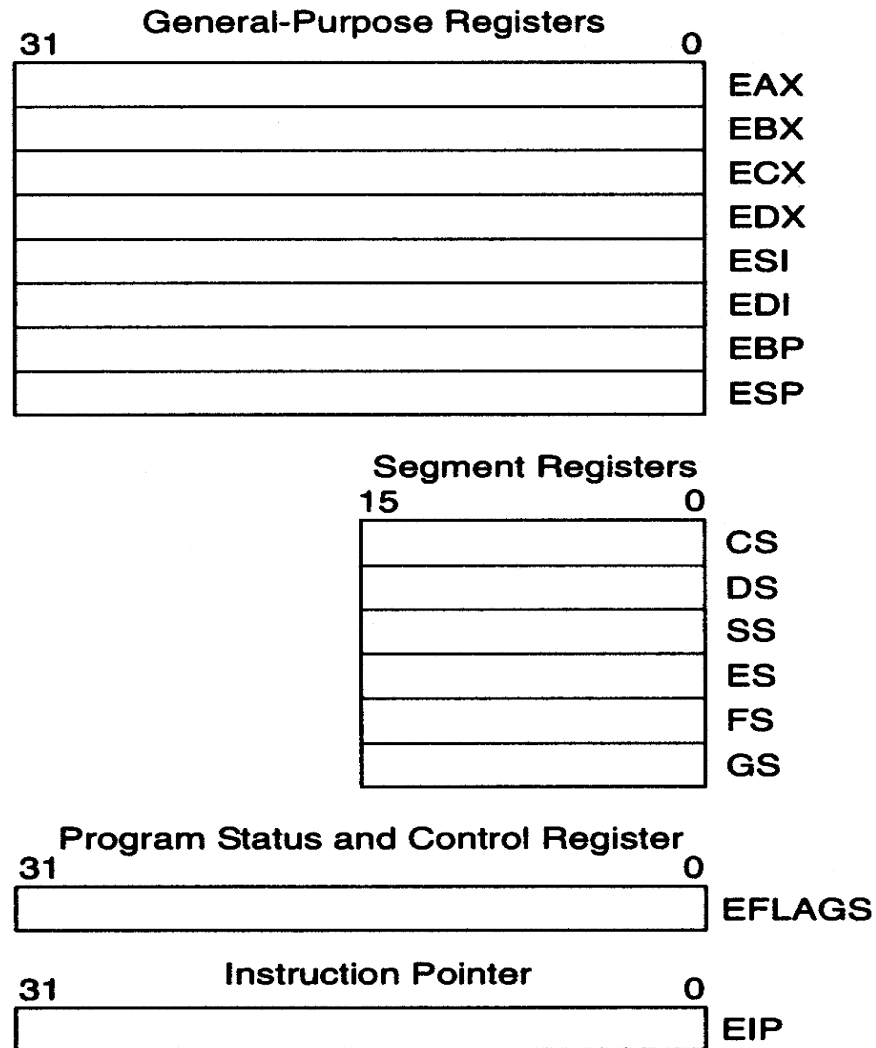 General-Purpose Registers
31 0
EAX
EBX
ECX
EDX
ESI
EDI
EBP
ESP
Segment Registers
15 0
CS
DS
SS
ES
FS
GS
Program Status and Control Register
31 0
EFLAGS
Instruction Pointer
31 0
EIP